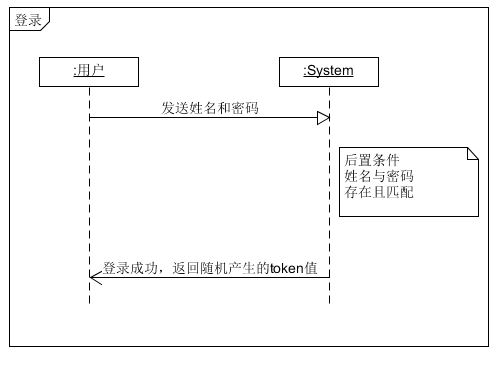 登录
:用户
:System
发送姓名和密码
后置条件
姓名与密码
存在且匹配
登录成功，返回随机产生的token值